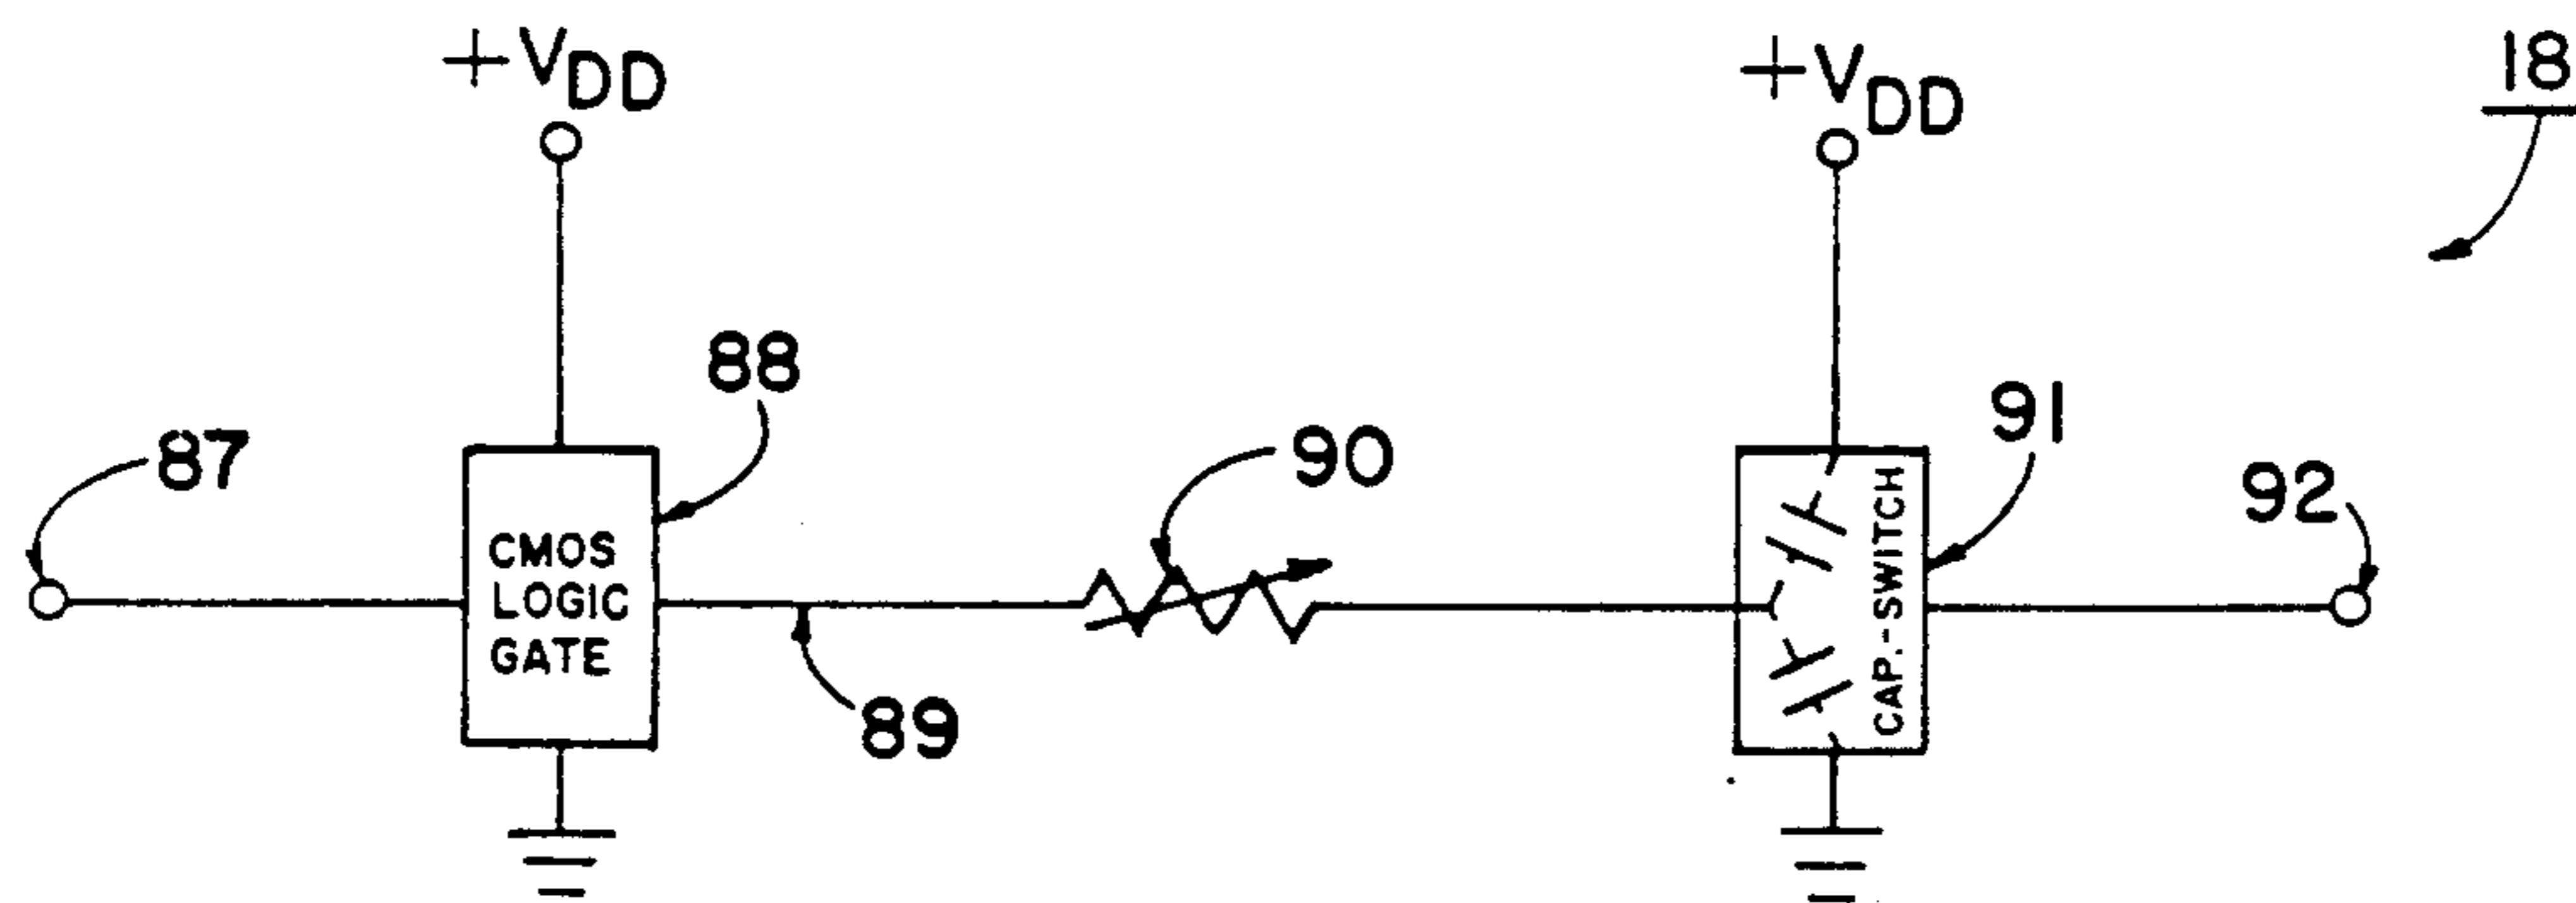 +VDD
+VDD
18
88
91
87
90
92
CMOS
LOGIC
GATE
CAP.-SWITCH
89